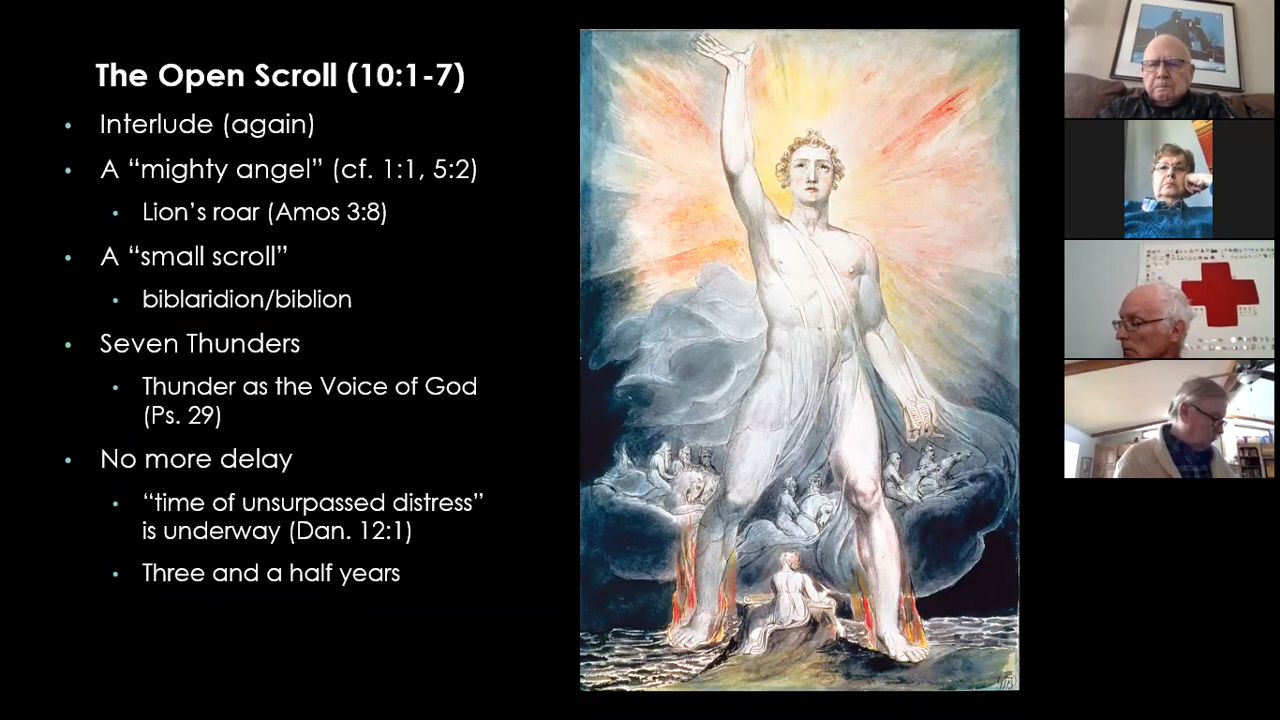 The Open Scroll (10:1-7)
• Interlude (again)
• A “mighty angel” (cf. 1:1, 5:2)
• Lion’s roar (Amos 3:8)
• A “small scroll”
• biblaridion/biblion
• Seven Thunders
• Thunder as the Voice of God
(Ps. 29)
• No more delay
• “time of unsurpassed distress”
is underway (Dan. 12:1)
• Three and a half years